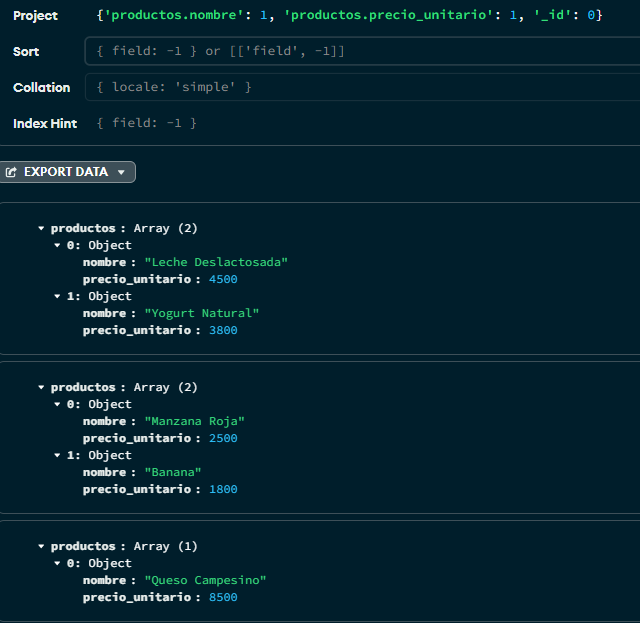 Project {'productos.nombre': 1, 'productos.precio_unitario': 1, '_id': 0}
Sort { field: -1 } or [['field', -1]]
Collation { locale: 'simple' }
Index Hint { field: -1 }
EXPORT DATA
productos : Array (2)
0: Object
nombre : "Leche Deslactosada"
precio_unitario : 4500
1: Object
nombre : "Yogurt Natural"
precio_unitario : 3800
productos : Array (2)
0: Object
nombre : "Manzana Roja"
precio_unitario : 2500
1: Object
nombre : "Banana"
precio_unitario : 1800
productos : Array (1)
0: Object
nombre : "Queso Campesino"
precio_unitario : 8500